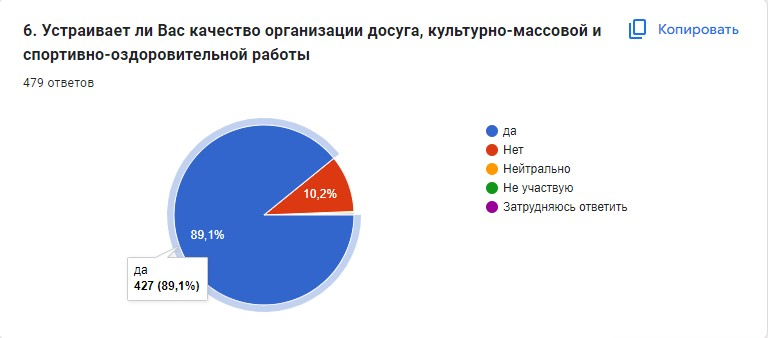 6. Устраивает ли Вас качество организации досуга, культурно-массовой и
спортивно-оздоровительной работы
Копировать
479 ответов
да
Нет
Нейтрально
Не участвую
Затрудняюсь ответить
10,2%
89,1%
да
427 (89,1%)